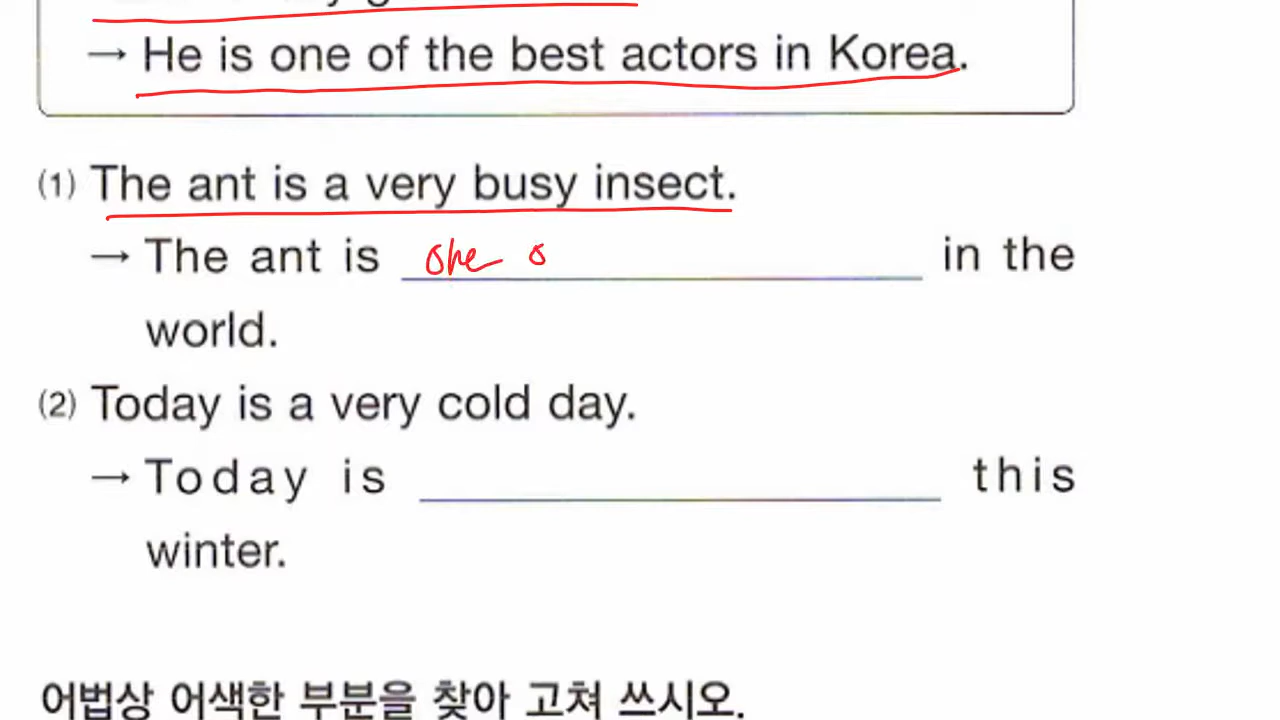 → He is one of the best actors in Korea.
(1) The ant is a very busy insect.
→ The ant is one o in the
world.
(2) Today is a very cold day.
→ Today is this
winter.
어법상 어색한 부분을 찾아 고쳐 쓰시오.